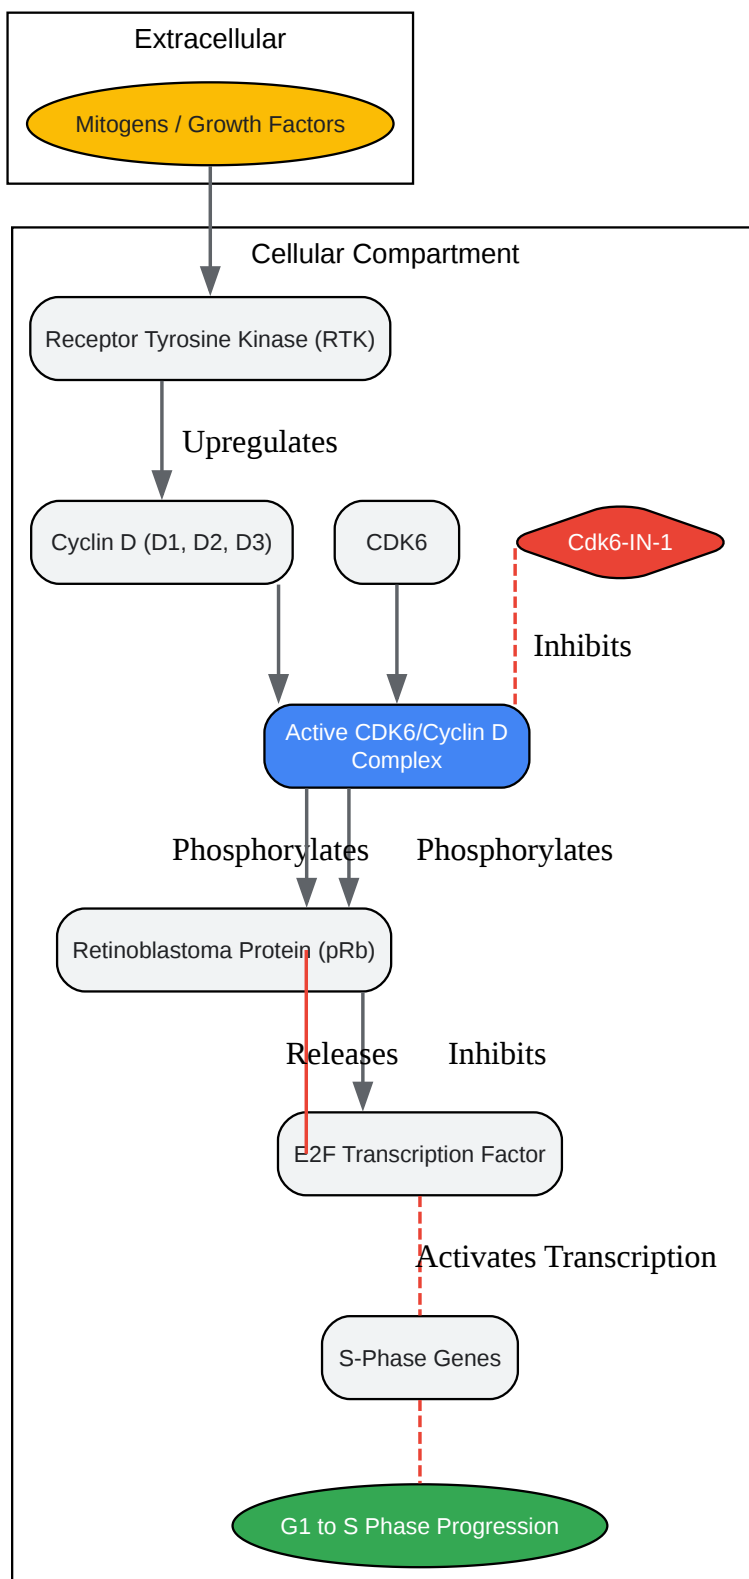 Extracellular
Mitogens / Growth Factors
Cellular Compartment
Receptor Tyrosine Kinase (RTK)
Upregulates
Cyclin D (D1, D2, D3)
CDK6
Cdk6-IN-1
Inhibits
Active CDK6/Cyclin D
Complex
Phosphorylates
Phosphorylates
Retinoblastoma Protein (pRb)
Releases
Inhibits
E2F Transcription Factor
Activates Transcription
S-Phase Genes
G1 to S Phase Progression